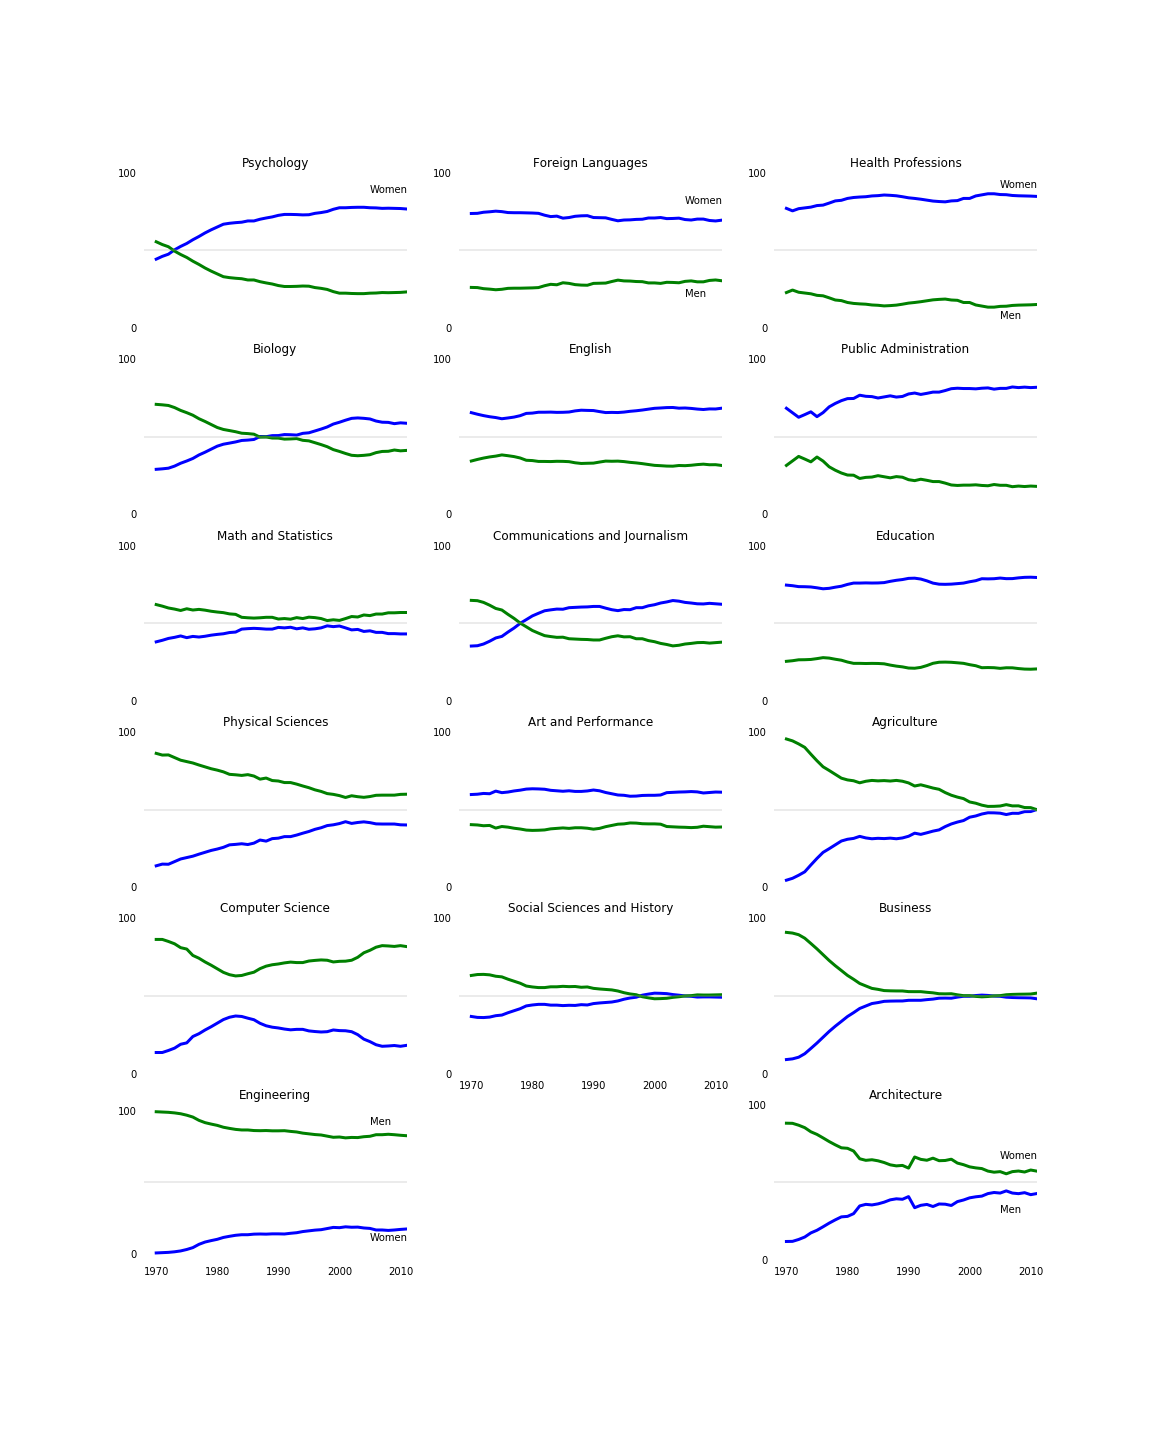 Psychology
100
Women
0
Foreign Languages
100
Women
Men
0
Health Professions
100
Women
Men
0
Biology
100
0
English
100
0
Public Administration
100
0
Math and Statistics
100
0
Communications and Journalism
100
0
Education
100
0
Physical Sciences
100
0
Art and Performance
100
0
Agriculture
100
0
Computer Science
100
0
Social Sciences and History
100
0
1970 1980 1990 2000 2010
Business
100
0
Engineering
100
Men
Women
0
1970 1980 1990 2000 2010
Architecture
100
Women
Men
0
1970 1980 1990 2000 2010